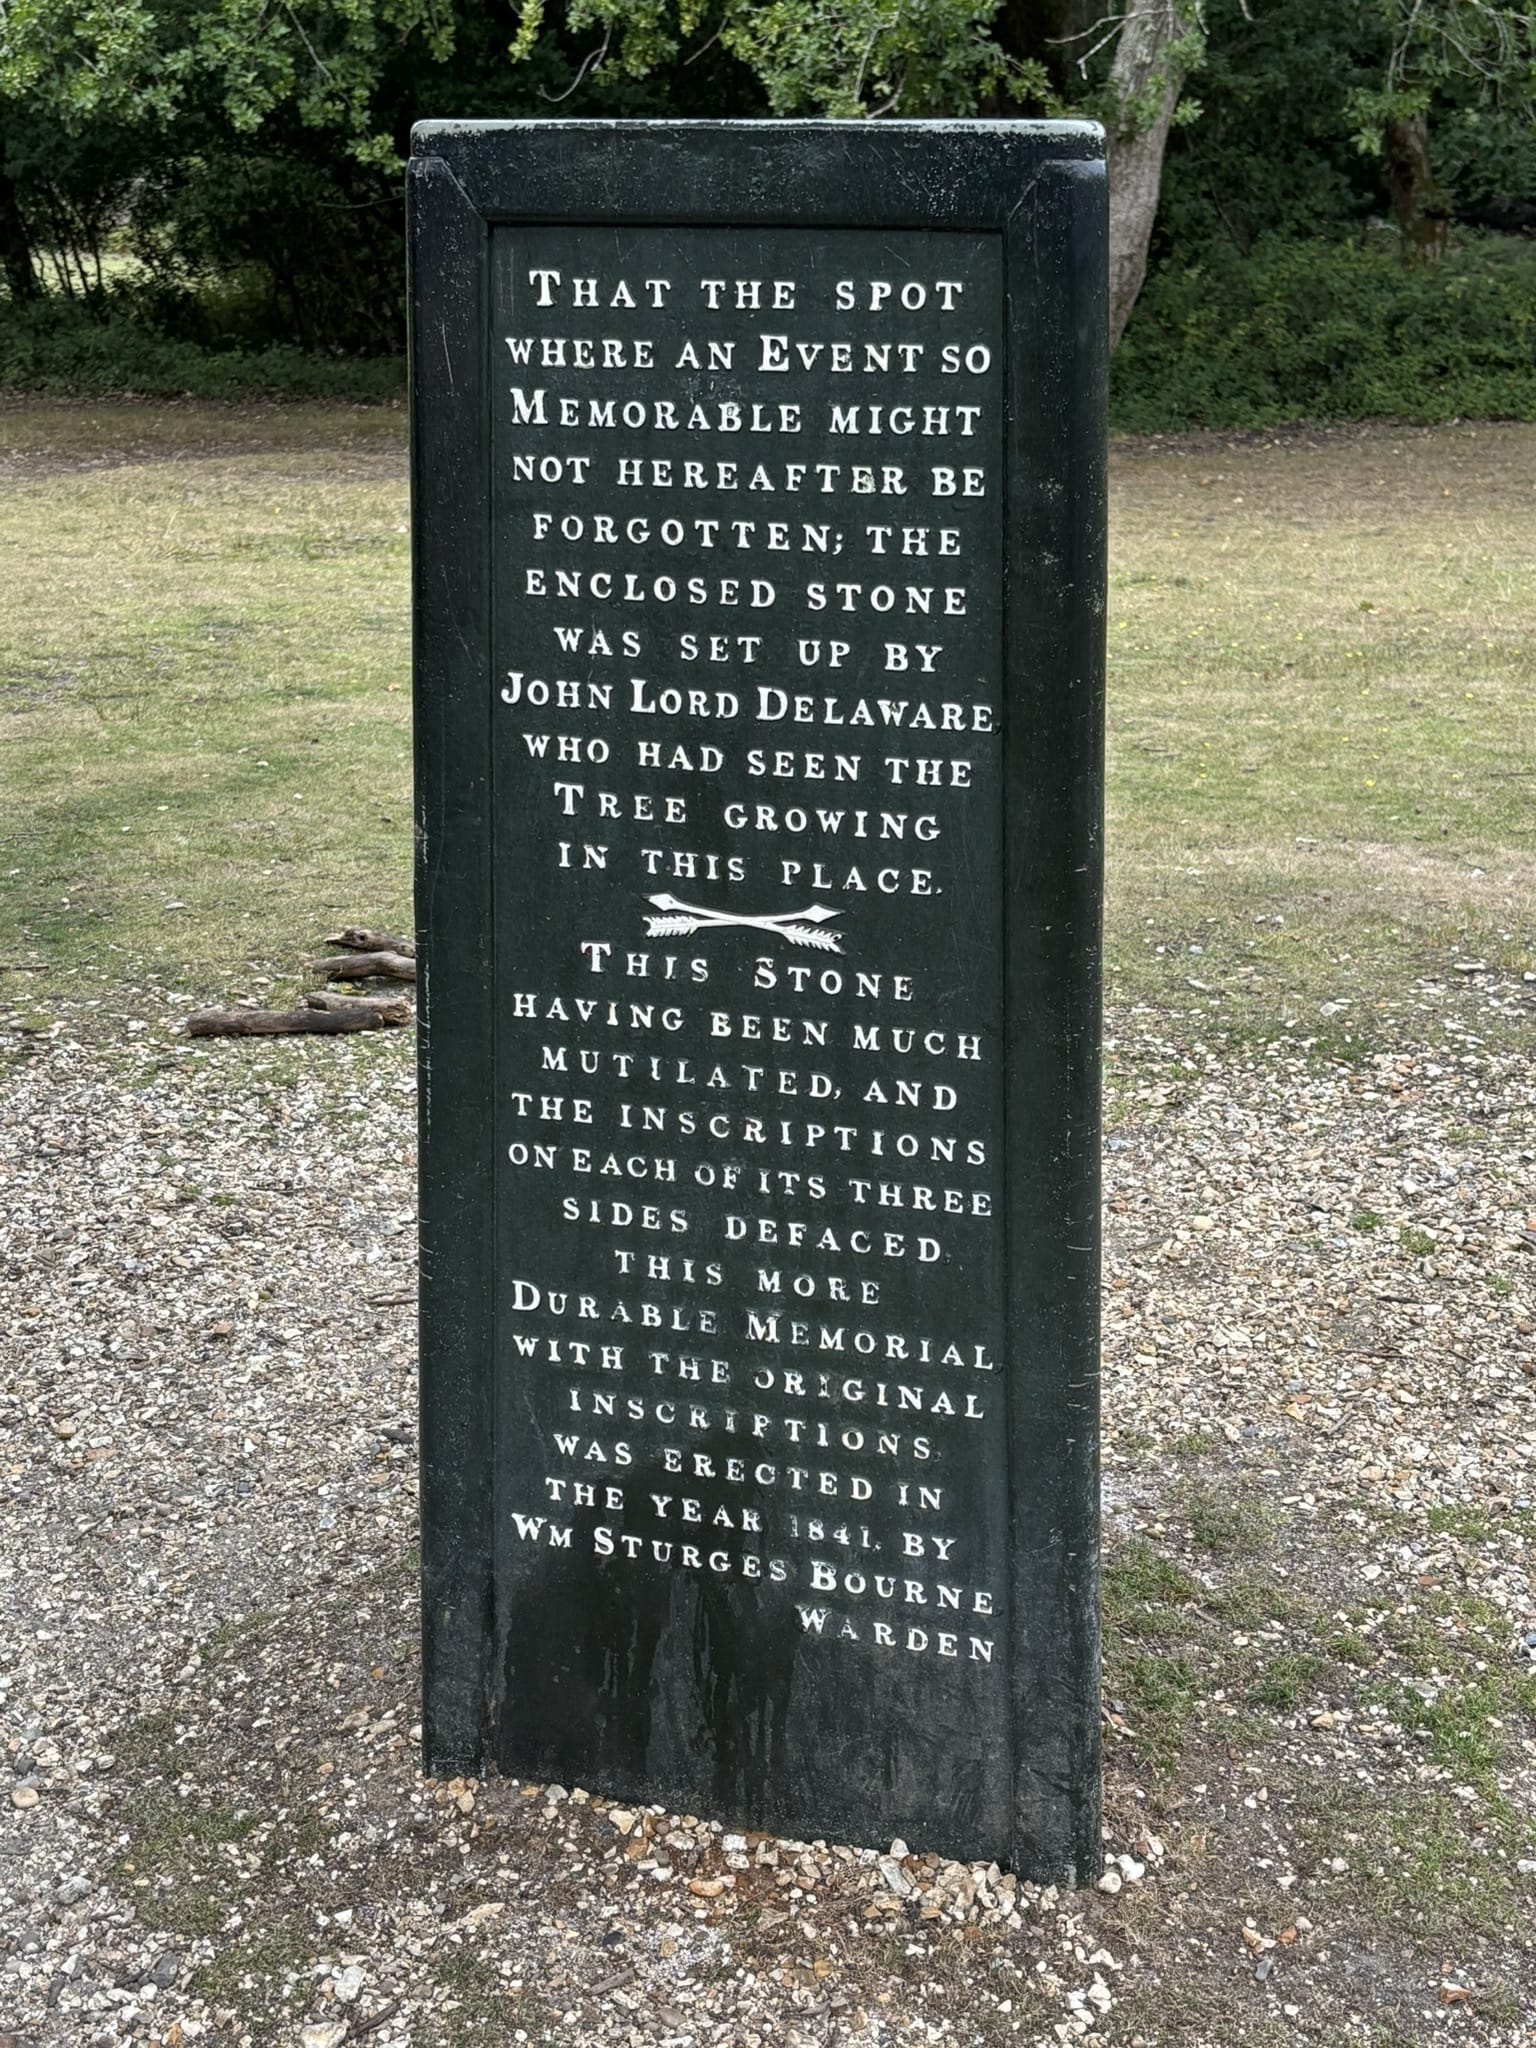 THAT THE SPOT
WHERE AN EVENT SO
MEMORABLE MIGHT
NOT HEREAFTER BE
FORGOTTEN; THE
ENCLOSED STONE
WAS SET UP BY
JOHN LORD DELAWARE
WHO HAD SEEN THE
TREE GROWING
IN THIS PLACE.
THIS STONE
HAVING BEEN MUCH
MUTILATED, AND
THE INSCRIPTIONS
ON EACH OF ITS THREE
SIDES DEFACED.
THIS MORE
DURABLE MEMORIAL
WITH THE ORIGINAL
INSCRIPTIONS.
WAS ERECTED IN
THE YEAR 1841. BY
WM STURGES BOURNE
WARDEN